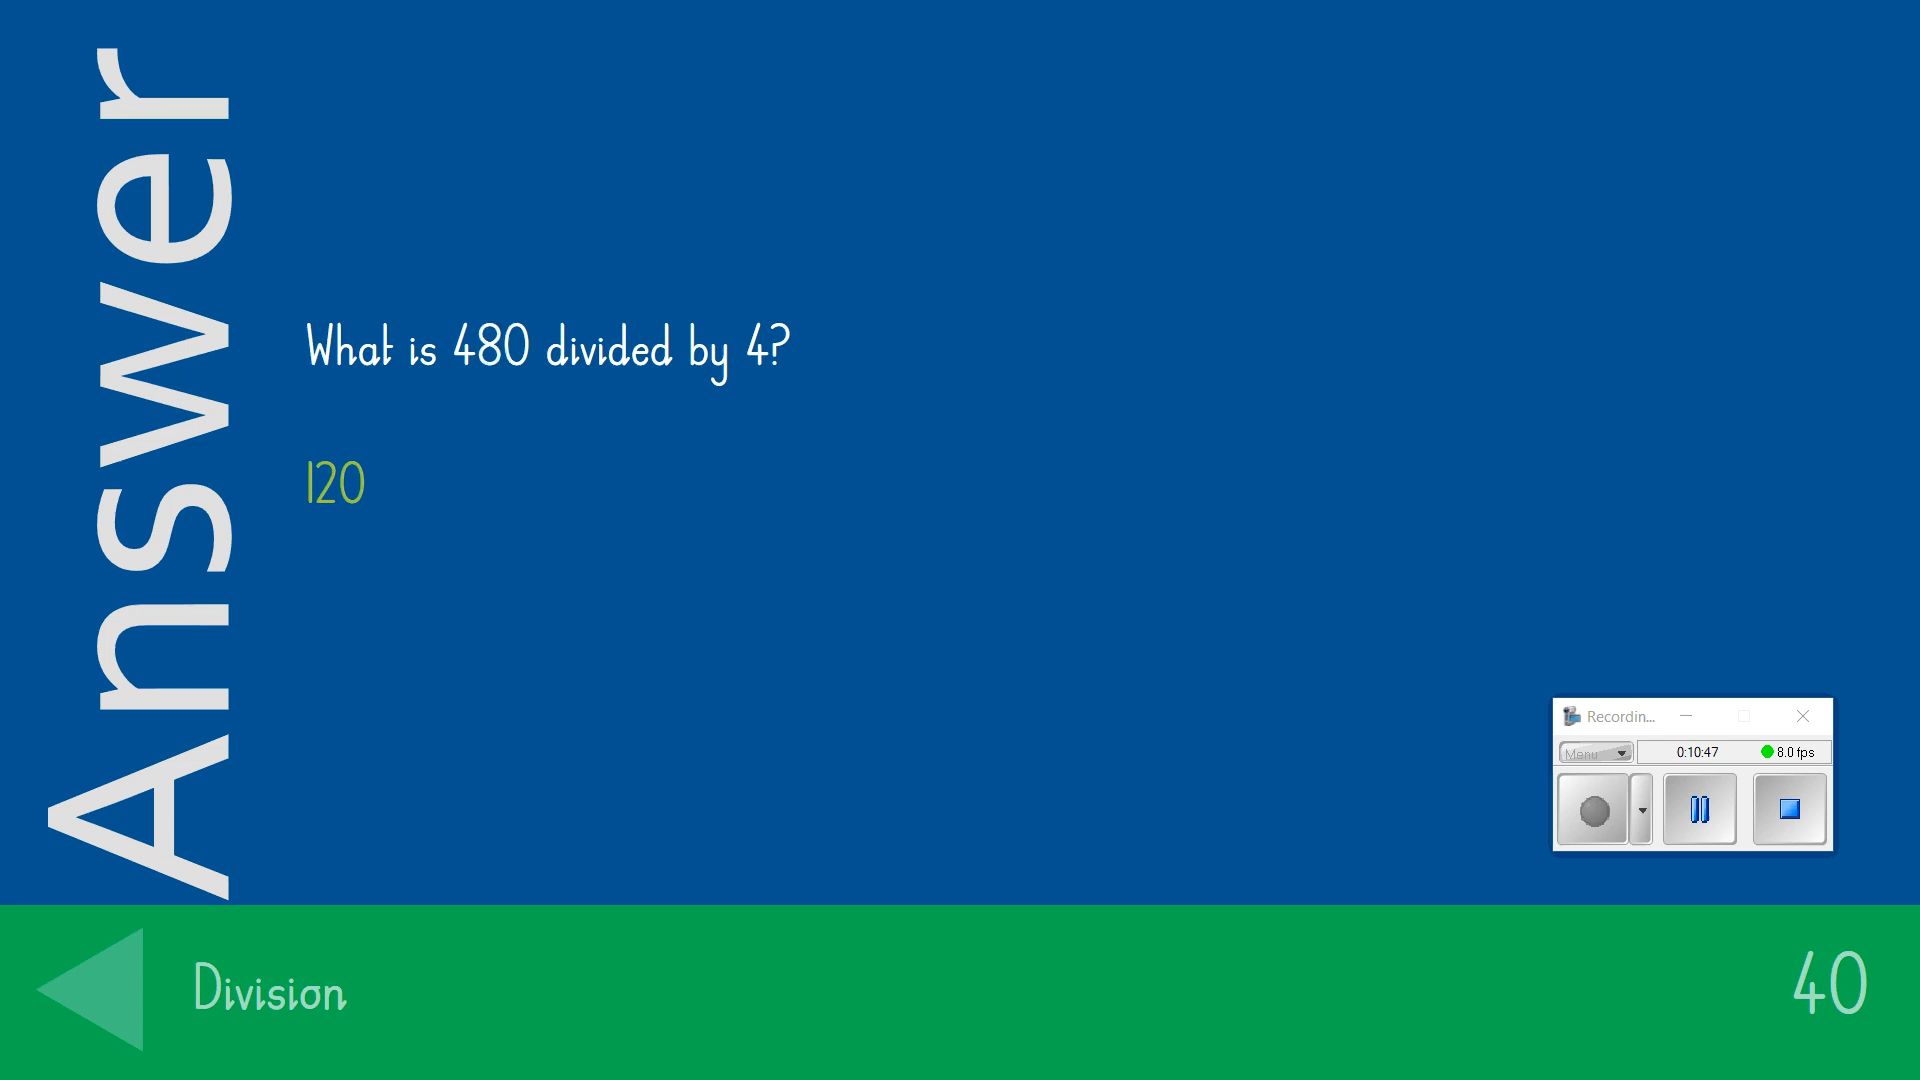 Answer
What is 480 divided by 4?
120
Recordin...
Menu
0:10:47
8.0 fps
Division
40